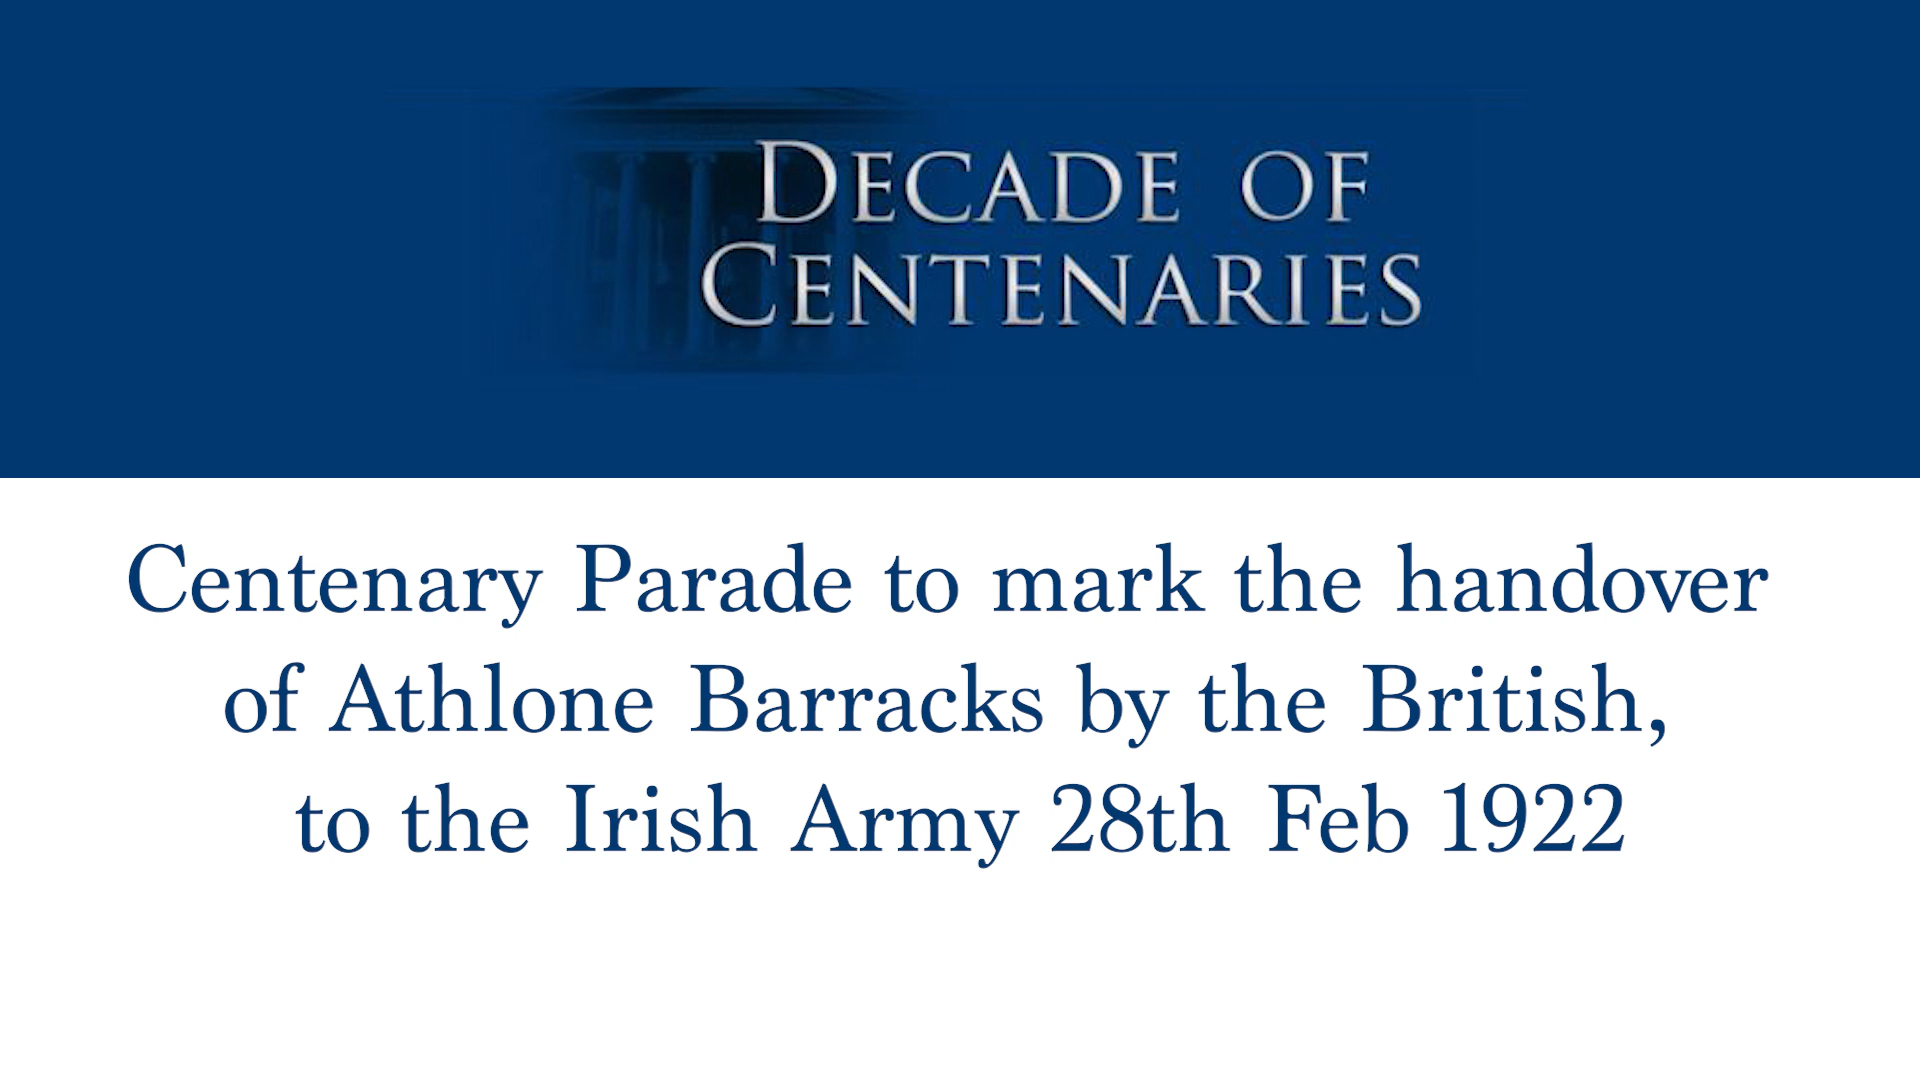 DECADE OF
CENTENARIES
Centenary Parade to mark the handover
of Athlone Barracks by the British,
to the Irish Army 28th Feb 1922